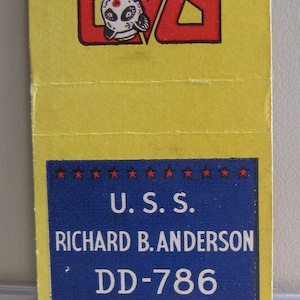 U. S. S.
RICHARD B. ANDERSON
DD-786